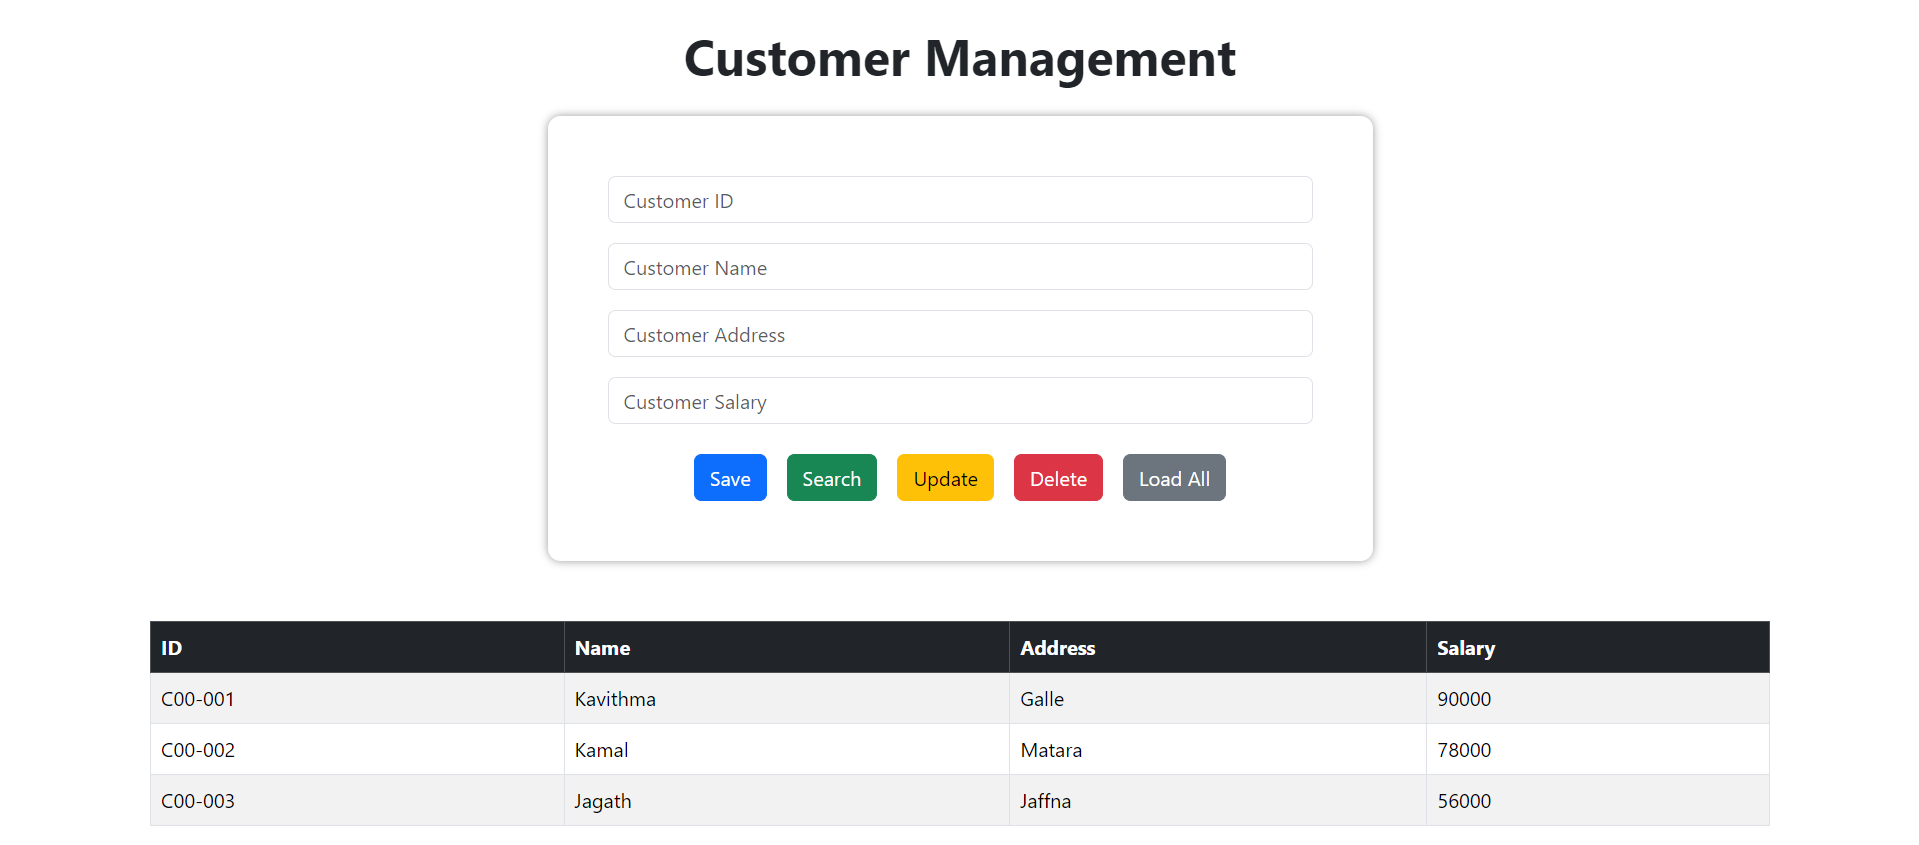 Customer Management
Customer ID
Customer Name
Customer Address
Customer Salary
Save Search Update Delete Load All
ID Name Address Salary
C00-001 Kavithma Galle 90000
C00-002 Kamal Matara 78000
C00-003 Jagath Jaffna 56000